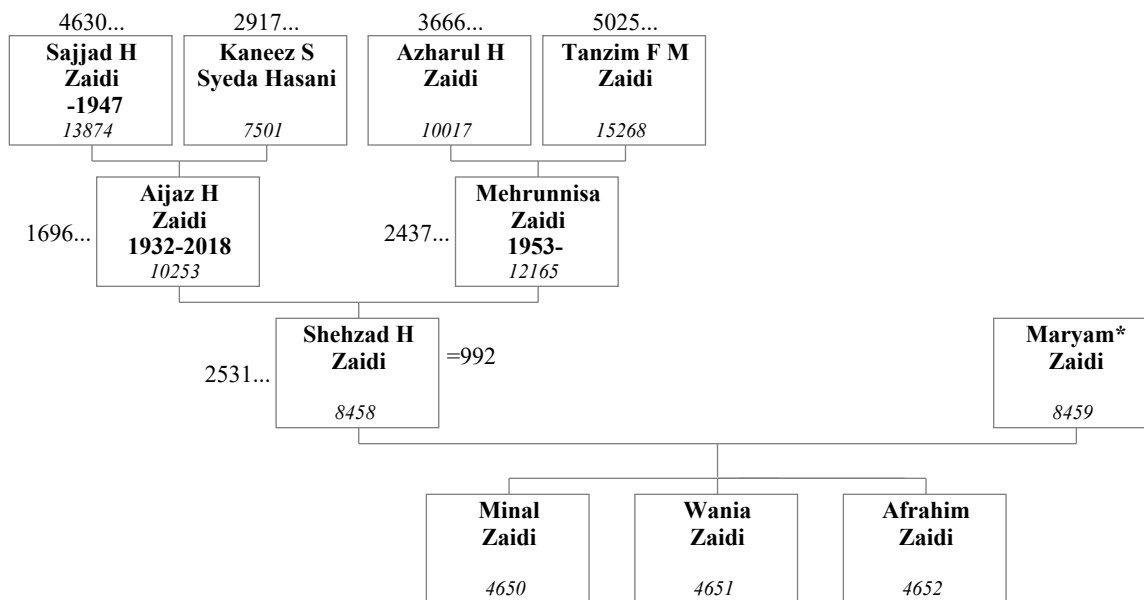 4630...
2917...
3666...
5025...
Sajjad H
Zaidi
-1947
13874
Kaneez S
Syeda Hasani
7501
Azharul H
Zaidi
10017
Tanzim F M
Zaidi
15268
1696...
Aijaz H
Zaidi
1932-2018
10253
2437...
Mehrunnisa
Zaidi
1953-
12165
2531...
Shehzad H
Zaidi
8458
=992
Maryam*
Zaidi
8459
Minal
Zaidi
4650
Wania
Zaidi
4651
Afrahim
Zaidi
4652